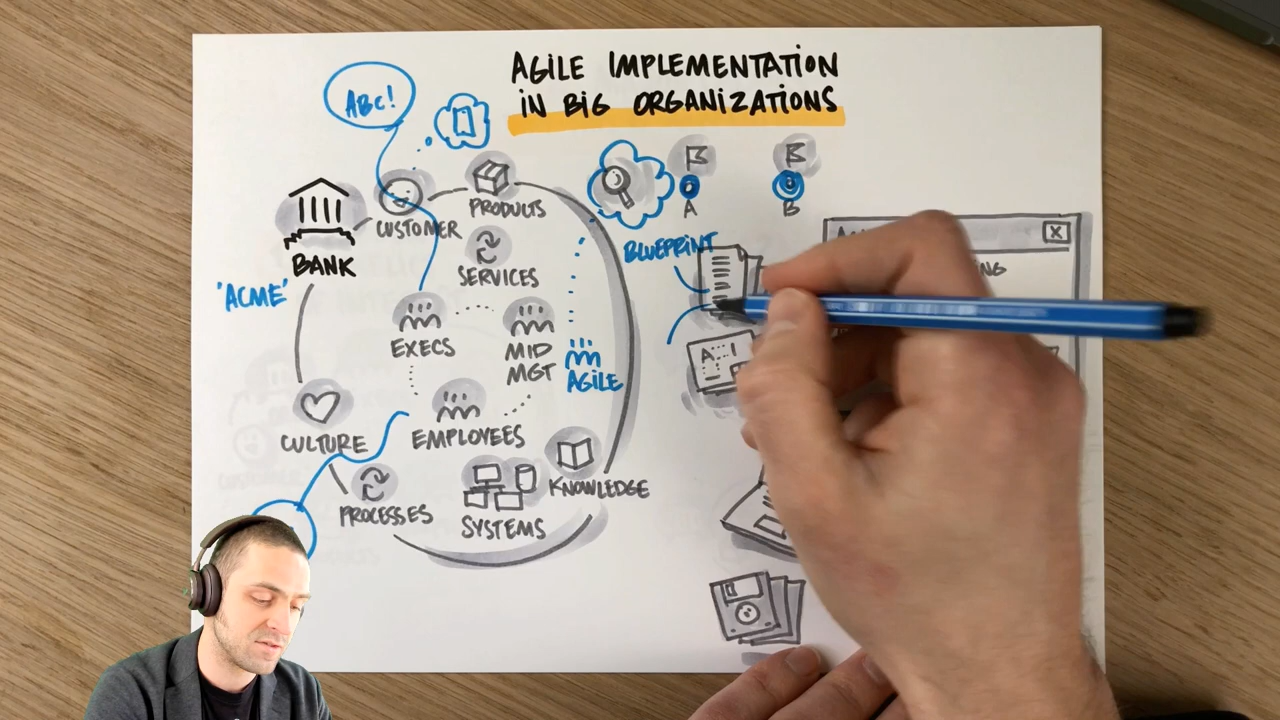 AGILE IMPLEMENTATION
IN BIG ORGANIZATIONS
ABC!
BANK
'ACME'
CUSTOMER
PRODUCTS
SERVICES
EXECS
MID
MGT
AGILE
EMPLOYEES
CULTURE
PROCESSES
SYSTEMS
KNOWLEDGE
A
B
BLUEPRINT
A